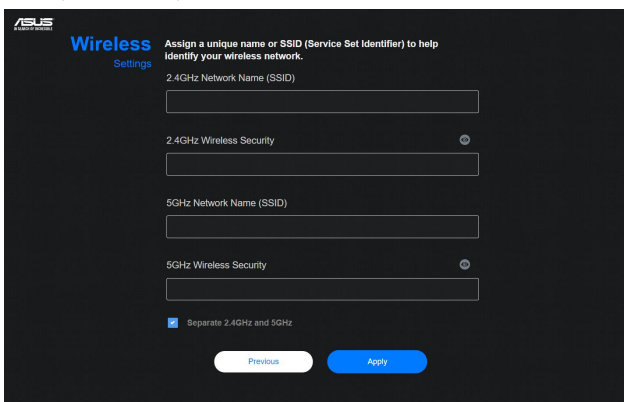 ASUS
IN SEARCH OF INCREDIBLE
Wireless
Settings
Assign a unique name or SSID (Service Set Identifier) to help
identify your wireless network.
2.4GHz Network Name (SSID)
2.4GHz Wireless Security
5GHz Network Name (SSID)
5GHz Wireless Security
Separate 2.4GHz and 5GHz
Previous
Apply